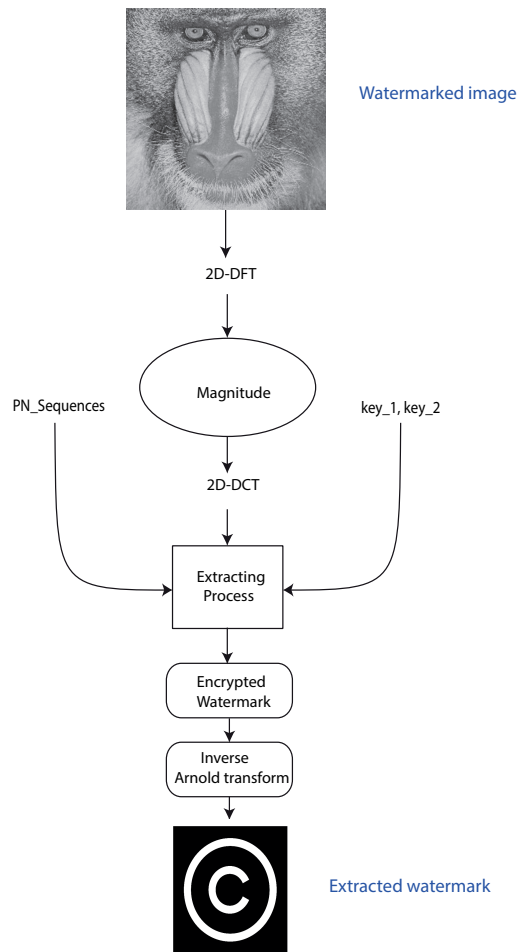 Watermarked image
2D-DFT
Magnitude
PN_Sequences
key_1, key_2
2D-DCT
Extracting
Process
Encrypted
Watermark
Inverse
Arnold transform
C
Extracted watermark